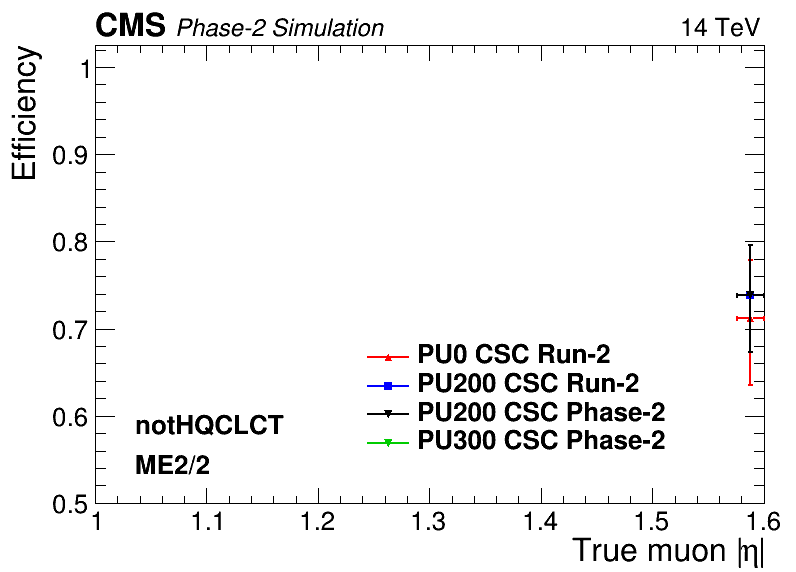 CMS Phase-2 Simulation 14 TeV
Efficiency
1
0.9
0.8
0.7
0.6
0.5
PU0 CSC Run-2
PU200 CSC Run-2
PU200 CSC Phase-2
PU300 CSC Phase-2
notHQCLCT
ME2/2
1 1.1 1.2 1.3 1.4 1.5 1.6
True muon |η|